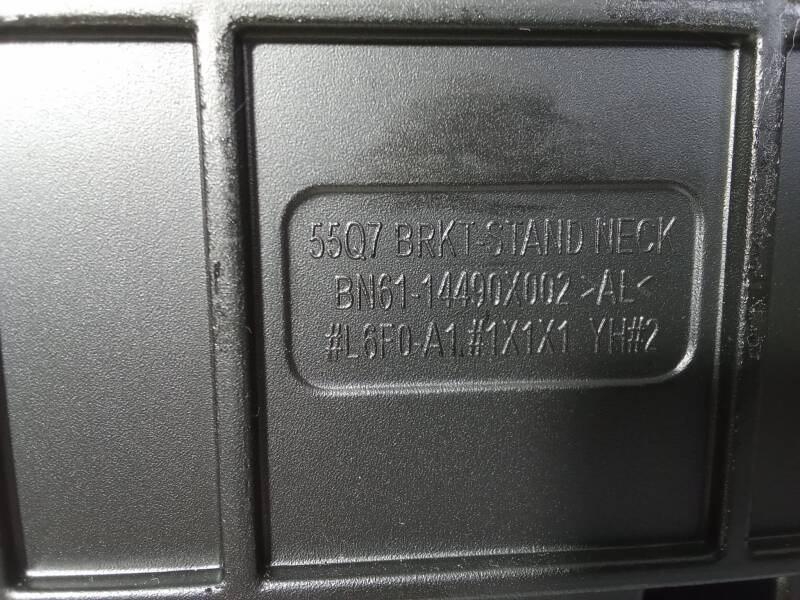 55Q7 BRKT-STAND NECK
BN61-14490X002 >AL<
#L6F0-A1.#1X1X1 YH#2